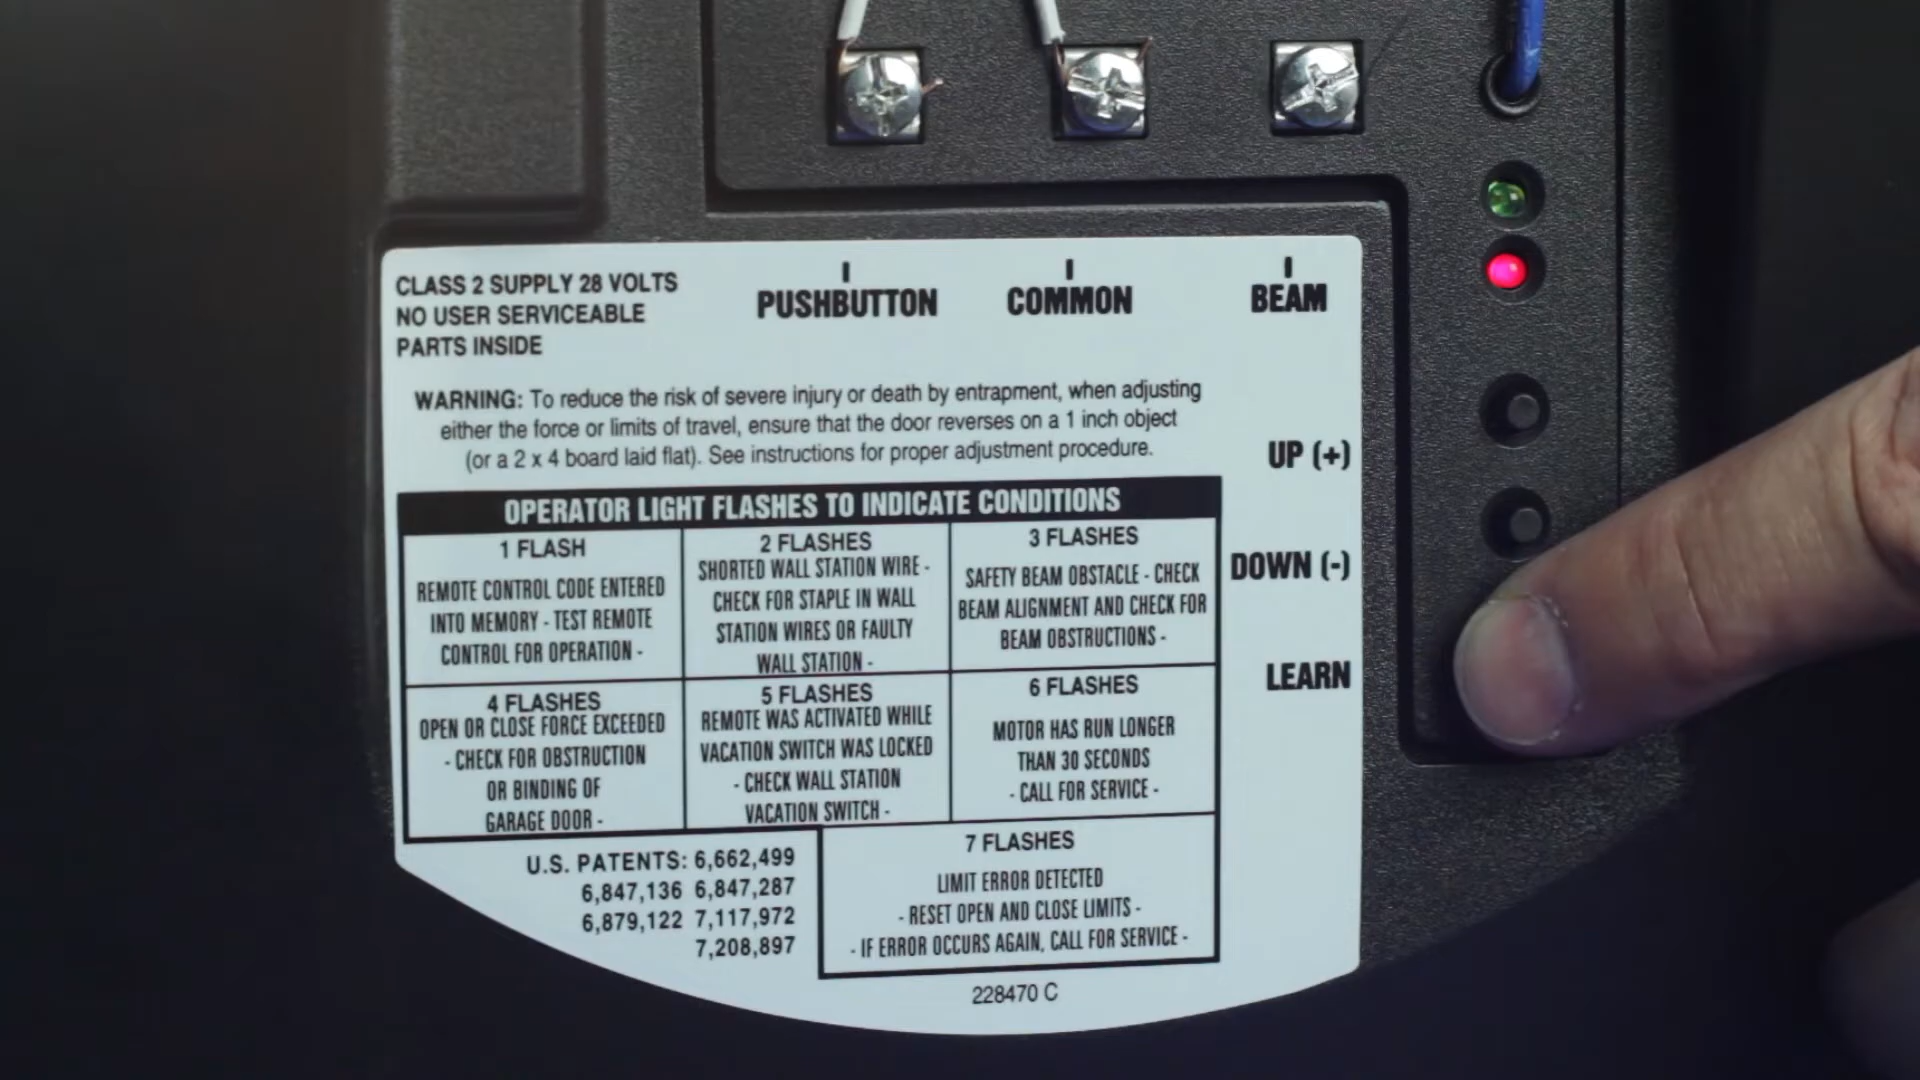 CLASS 2 SUPPLY 28 VOLTS
NO USER SERVICEABLE
PARTS INSIDE
PUSHBUTTON
COMMON
BEAM
WARNING: To reduce the risk of severe injury or death by entrapment, when adjusting
either the force or limits of travel, ensure that the door reverses on a 1 inch object
(or a 2 x 4 board laid flat). See instructions for proper adjustment procedure.
UP (+)
DOWN (-)
LEARN
OPERATOR LIGHT FLASHES TO INDICATE CONDITIONS
1 FLASH
REMOTE CONTROL CODE ENTERED
INTO MEMORY - TEST REMOTE
CONTROL FOR OPERATION -
2 FLASHES
SHORTED WALL STATION WIRE -
CHECK FOR STAPLE IN WALL
STATION WIRES OR FAULTY
WALL STATION -
3 FLASHES
SAFETY BEAM OBSTACLE - CHECK
BEAM ALIGNMENT AND CHECK FOR
BEAM OBSTRUCTIONS -
4 FLASHES
OPEN OR CLOSE FORCE EXCEEDED
- CHECK FOR OBSTRUCTION
OR BINDING OF
GARAGE DOOR -
5 FLASHES
REMOTE WAS ACTIVATED WHILE
VACATION SWITCH WAS LOCKED
- CHECK WALL STATION
VACATION SWITCH -
6 FLASHES
MOTOR HAS RUN LONGER
THAN 30 SECONDS
- CALL FOR SERVICE -
7 FLASHES
LIMIT ERROR DETECTED
- RESET OPEN AND CLOSE LIMITS -
- IF ERROR OCCURS AGAIN, CALL FOR SERVICE -
U.S. PATENTS: 6,662,499
6,847,136 6,847,287
6,879,122 7,117,972
7,208,897
228470 C